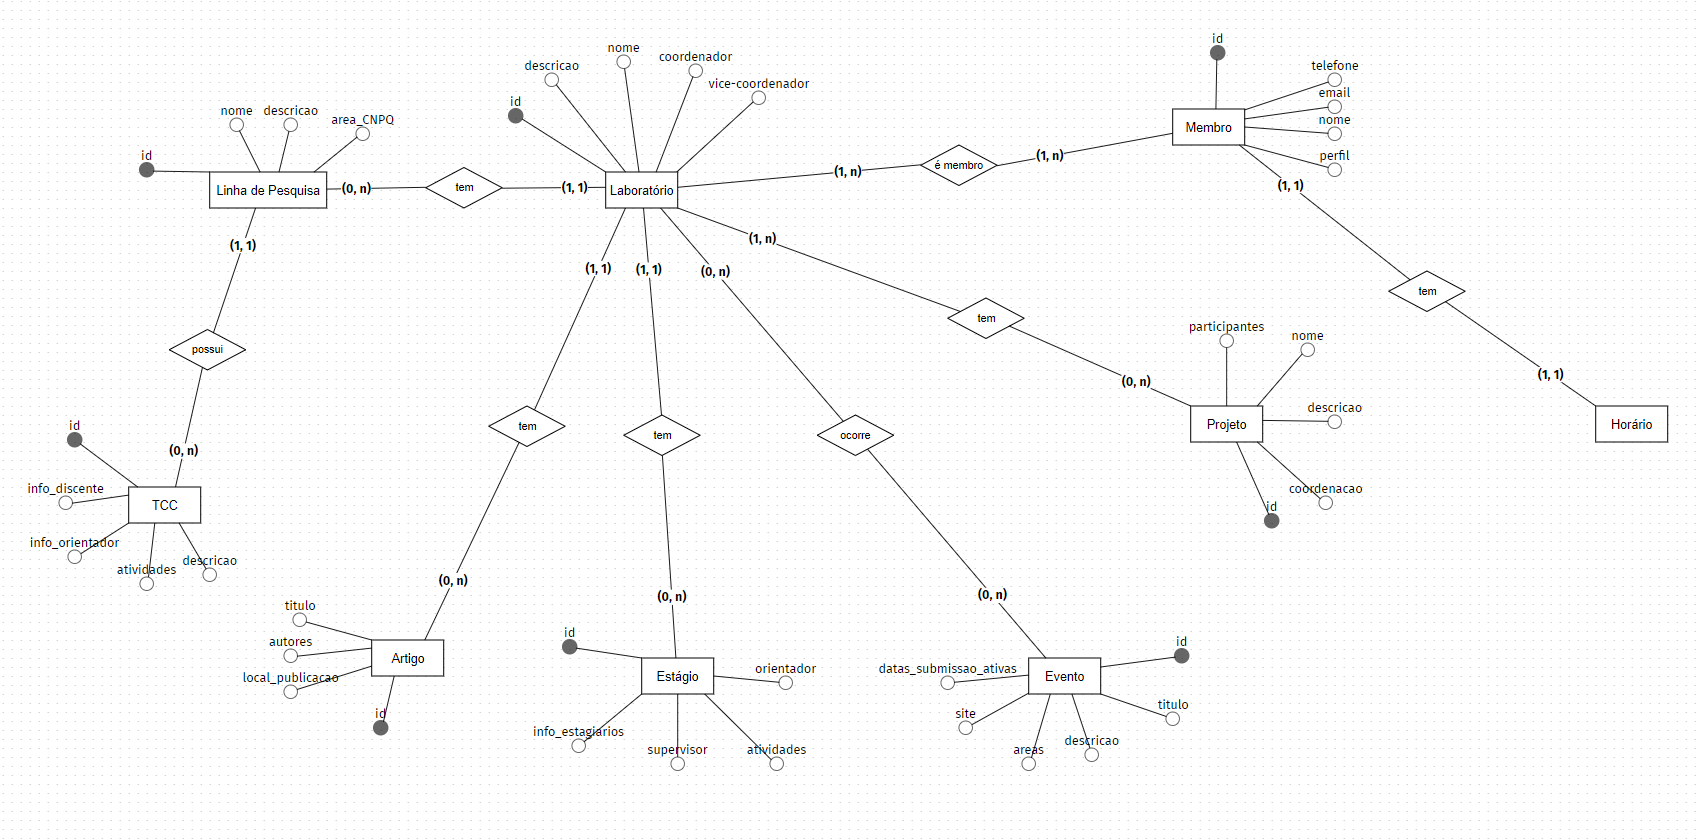 id
nome
coordenador
descricao
vice-coordenador
id
telefone
email
nome
perfil
Membro
nome
descricao
area_CNPQ
id
Linha de Pesquisa
(0, n)
tem
(1, 1)
Laboratório
(1, n)
é membro
(1, n)
(1, 1)
(1, 1)
(1, 1)
(1, 1)
(0, n)
(1, n)
tem
tem
possui
participantes
nome
(0, n)
(1, 1)
descricao
Projeto
Horário
coordenacao
id
tem
tem
ocorre
id
(0, n)
info_discente
TCC
info_orientador
atividades
descricao
(0, n)
(0, n)
(0, n)
titulo
autores
local_publicacao
Artigo
id
id
Estágio
orientador
info_estagiarios
supervisor
atividades
id
datas_submissao_ativas
Evento
site
titulo
areas
descricao